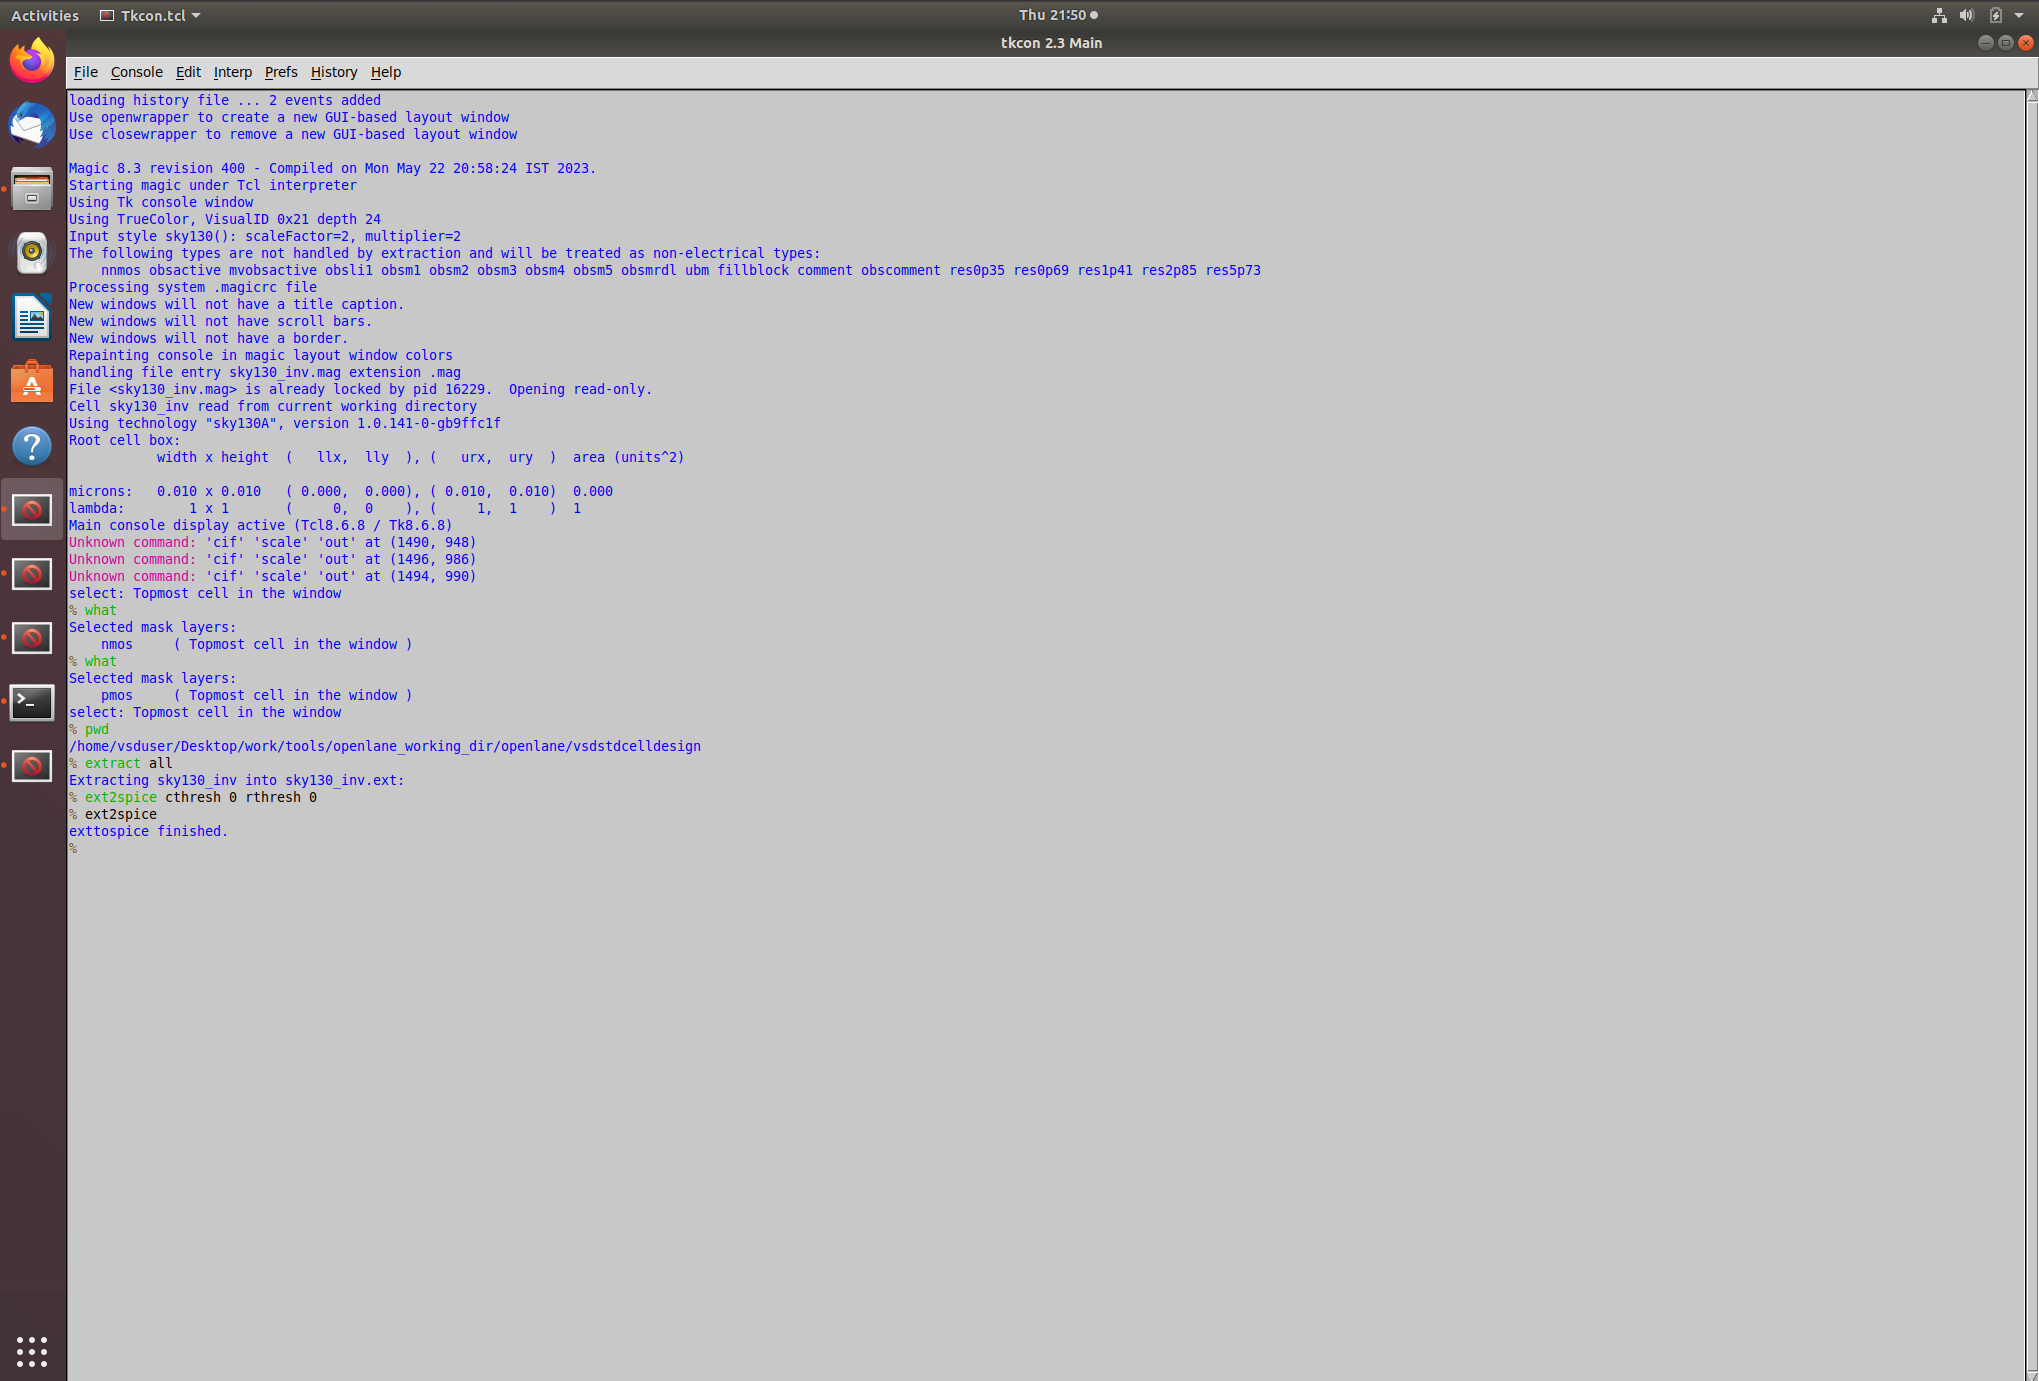 Activities Tkcon.tcl Thu 21:50
tkcon 2.3 Main
File Console Edit Interp Prefs History Help
loading history file ... 2 events added
Use openwrapper to create a new GUI-based layout window
Use closewrapper to remove a new GUI-based layout window
Magic 8.3 revision 400 - Compiled on Mon May 22 20:58:24 IST 2023.
Starting magic under Tcl interpreter
Using Tk console window
Using TrueColor, VisualID 0x21 depth 24
Input style sky130(): scaleFactor=2, multiplier=2
The following types are not handled by extraction and will be treated as non-electrical types:
nnmos obsactive mvobsactive obsli1 obsm1 obsm2 obsm3 obsm4 obsm5 obsmrdl ubm fillblock comment obscomment res0p35 res0p69 res1p41 res2p85 res5p73
Processing system .magicrc file
New windows will not have a title caption.
New windows will not have scroll bars.
New windows will not have a border.
Repainting console in magic layout window colors
handling file entry sky130_inv.mag extension .mag
File <sky130_inv.mag> is already locked by pid 16229.  Opening read-only.
Cell sky130_inv read from current working directory
Using technology "sky130A", version 1.0.141-0-gb9ffc1f
Root cell box:
width x height  (   llx,  lly  ), (   urx,  ury  )  area (units^2)
microns:   0.010 x 0.010   ( 0.000,  0.000), ( 0.010,  0.010)  0.000
lambda:        1 x 1       (     0,  0    ), (     1,  1    )  1
Main console display active (Tcl8.6.8 / Tk8.6.8)
Unknown command: 'cif' 'scale' 'out' at (1490, 948)
Unknown command: 'cif' 'scale' 'out' at (1496, 986)
Unknown command: 'cif' 'scale' 'out' at (1494, 990)
select: Topmost cell in the window
% what
Selected mask layers:
nmos     ( Topmost cell in the window )
% what
Selected mask layers:
pmos     ( Topmost cell in the window )
select: Topmost cell in the window
% pwd
/home/vsduser/Desktop/work/tools/openlane_working_dir/openlane/vsdstdcelldesign
% extract all
Extracting sky130_inv into sky130_inv.ext:
% ext2spice cthresh 0 rthresh 0
% ext2spice
exttospice finished.
%